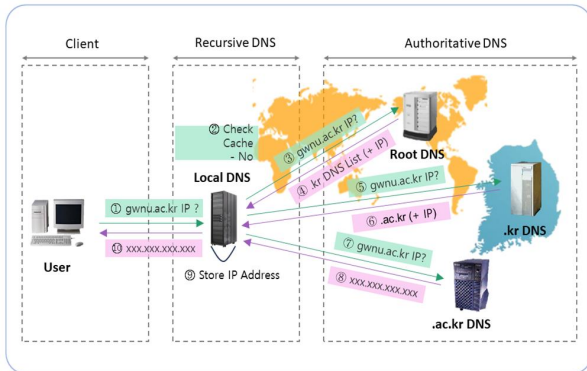 Client
Recursive DNS
Authoritative DNS
② Check
Cache
- No
③ gwnu.ac.kr IP?
④ .kr DNS List (+ IP)
Root DNS
Local DNS
⑤ gwnu.ac.kr IP?
⑥ .ac.kr (+ IP)
.kr DNS
① gwnu.ac.kr IP ?
⑩ xxx.xxx.xxx.xxx
User
⑦ gwnu.ac.kr IP?
⑧ xxx.xxx.xxx.xxx
⑨ Store IP Address
.ac.kr DNS